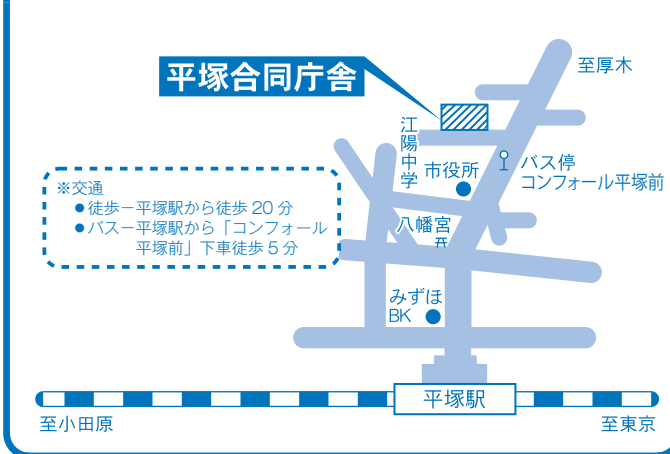 平塚合同庁舎
至厚木
江陽中学
市役所
バス停
コンフォール平塚前
※交通
●徒歩−平塚駅から徒歩20分
●バス−平塚駅から「コンフォール
平塚前」下車徒歩5分
八幡宮
みずほ
BK
平塚駅
至小田原
至東京